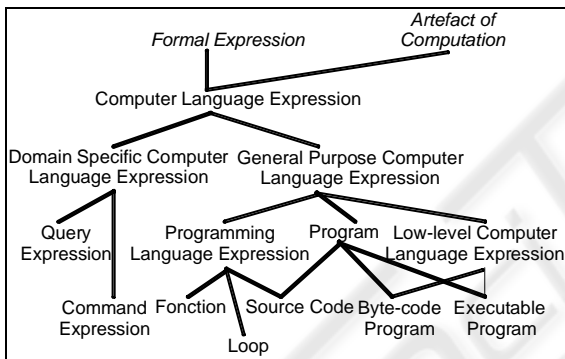 Formal Expression
Artefact of
Computation
Computer Language Expression
Domain Specific Computer
Language Expression
General Purpose Computer
Language Expression
Query
Expression
Programming
Language Expression
Program
Low-level Computer
Language Expression
Command
Expression
Fonction
Source Code
Byte-code
Program
Executable
Program
Loop